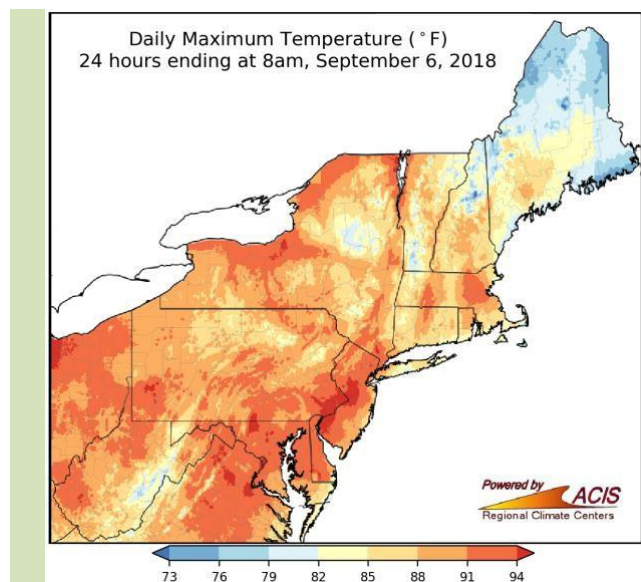 Daily Maximum Temperature (°F)
24 hours ending at 8am, September 6, 2018
Powered by
ACIS
Regional Climate Centers
73 76 79 82 85 88 91 94